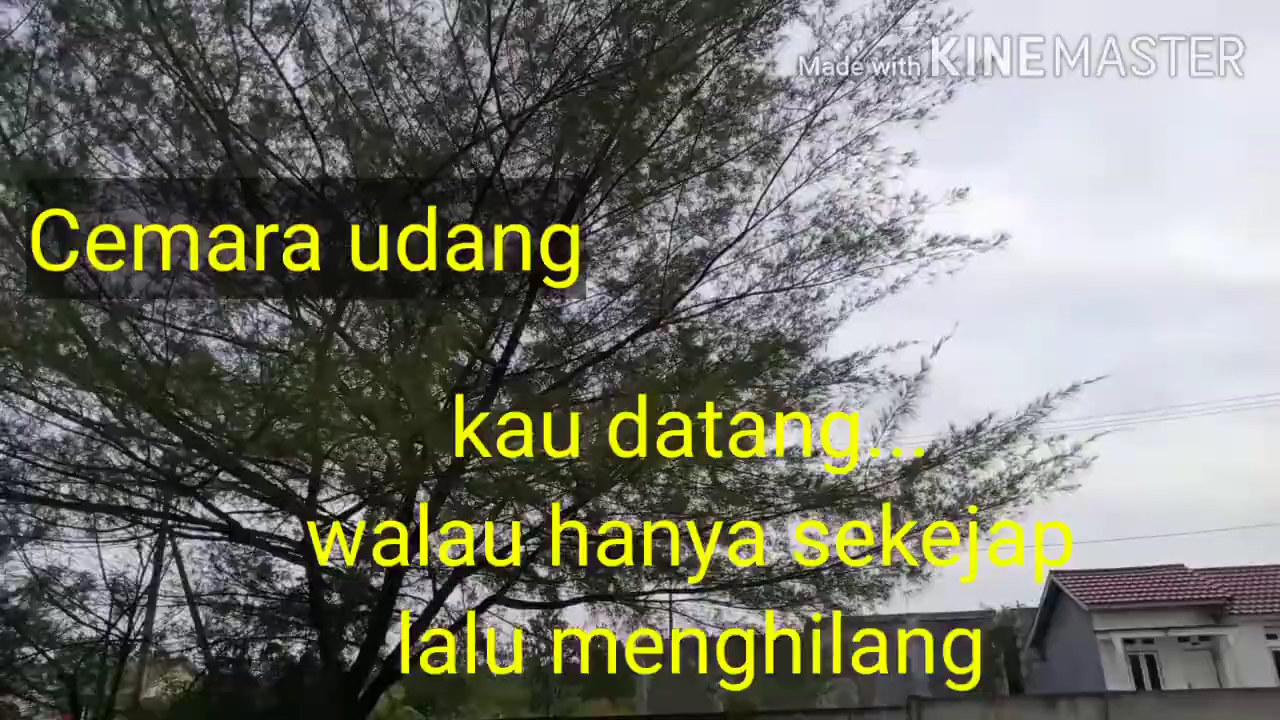 Made with KINEMASTER
Cemara udang
kau datang...
walau hanya sekejap
lalu menghilang